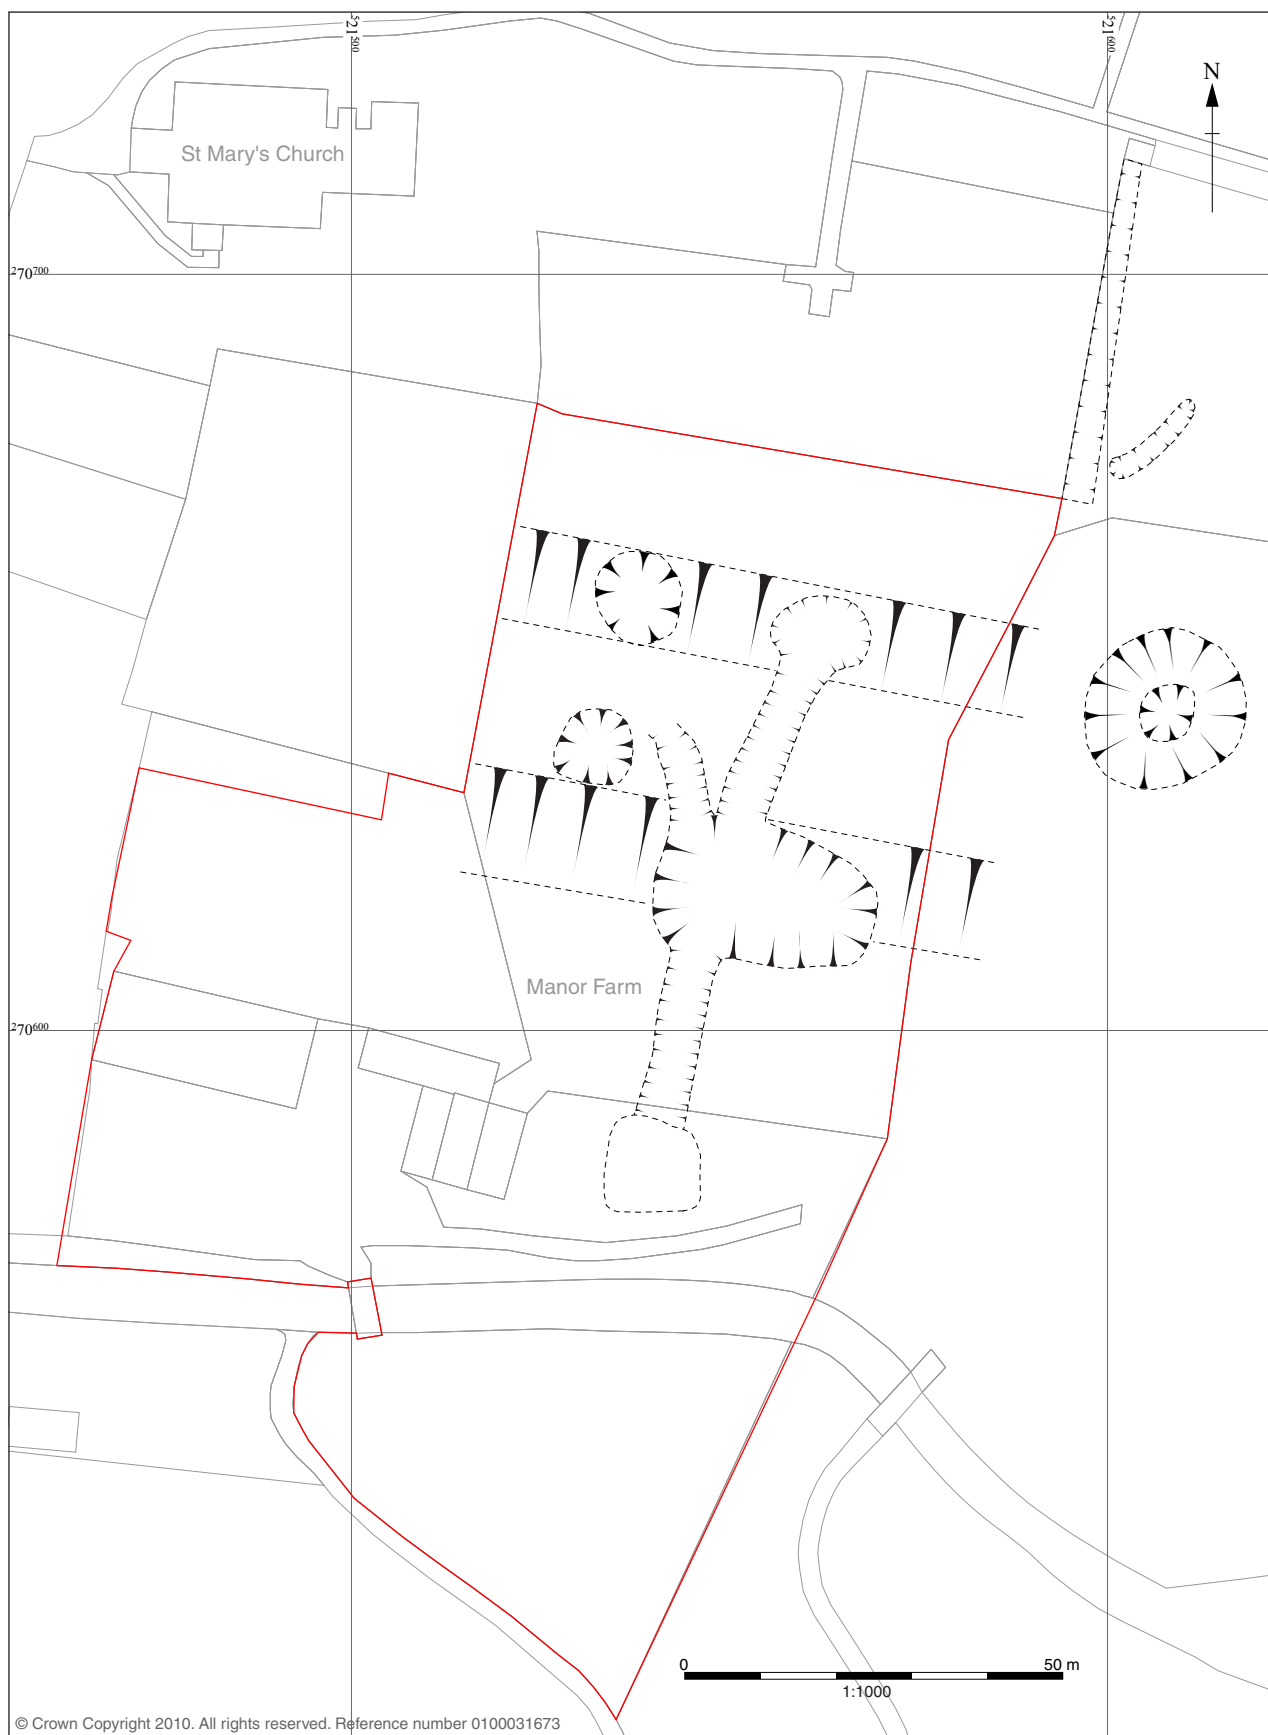 521500
521600
N
St Mary's Church
270700
Manor Farm
270600
0 50 m
1:1000
© Crown Copyright 2010. All rights reserved. Reference number 0100031673